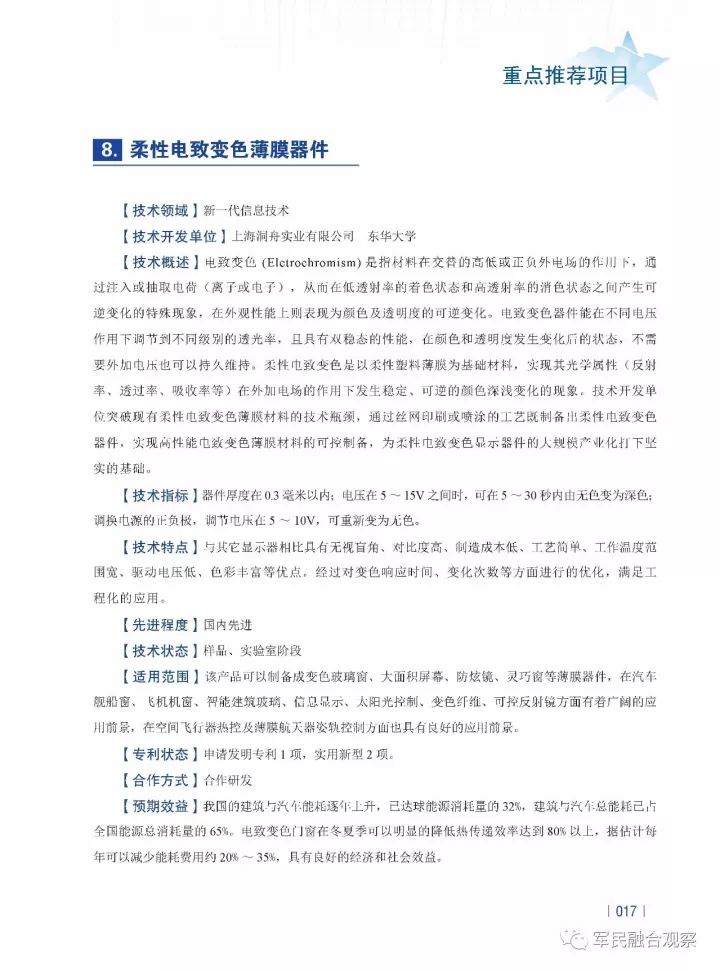 重点推荐项目
8. 柔性电致变色薄膜器件
【技术领域】新一代信息技术
【技术开发单位】上海洞舟实业有限公司 东华大学
【技术概述】电致变色 (Elctrochromism) 是指材料在交替的高低或正负外电场的作用下，通
过注入或抽取电荷（离子或电子），从而在低透射率的着色状态和高透射率的消色状态之间产生可
逆变化的特殊现象，在外观性能上则表现为颜色及透明度的可逆变化。电致变色器件能在不同电压
作用下调节到不同级别的透光率，且具有双稳态的性能，在颜色和透明度发生变化后的状态，不需
要外加电压也可以持久维持。柔性电致变色是以柔性塑料薄膜为基础材料，实现其光学属性（反射
率、透过率、吸收率等）在外加电场的作用下发生稳定、可逆的颜色深浅变化的现象。技术开发单
位突破现有柔性电致变色薄膜材料的技术瓶颈，通过丝网印刷或喷涂的工艺既制备出柔性电致变色
器件，实现高性能电致变色薄膜材料的可控制备，为柔性电致变色显示器件的大规模产业化打下坚
实的基础。
【技术指标】器件厚度在 0.3 毫米以内；电压在 5 ～ 15V 之间时，可在 5 ～ 30 秒内由无色变为深色；
调换电源的正负极，调节电压在 5 ～ 10V，可重新变为无色。
【技术特点】与其它显示器相比具有无视盲角、对比度高、制造成本低、工艺简单、工作温度范
围宽、驱动电压低、色彩丰富等优点。经过对变色响应时间、变化次数等方面进行的优化，满足工
程化的应用。
【先进程度】国内先进
【技术状态】样品、实验室阶段
【适用范围】该产品可以制备成变色玻璃窗、大面积屏幕、防炫镜、灵巧窗等薄膜器件，在汽车
舰船窗、飞机机窗、智能建筑玻璃、信息显示、太阳光控制、变色纤维、可控反射镜方面有着广阔的应
用前景，在空间飞行器热控及薄膜航天器姿轨控制方面也具有良好的应用前景。
【专利状态】申请发明专利 1 项，实用新型 2 项。
【合作方式】合作研发
【预期效益】我国的建筑与汽车能耗逐年上升，已达球能源消耗量的 32%，建筑与汽车总能耗已占
全国能源总消耗量的 65%。电致变色门窗在冬夏季可以明显的降低热传递效率达到 80% 以上，据估计每
年可以减少能耗费用约 20% ～ 35%，具有良好的经济和社会效益。
| 017 |
军民融合观察